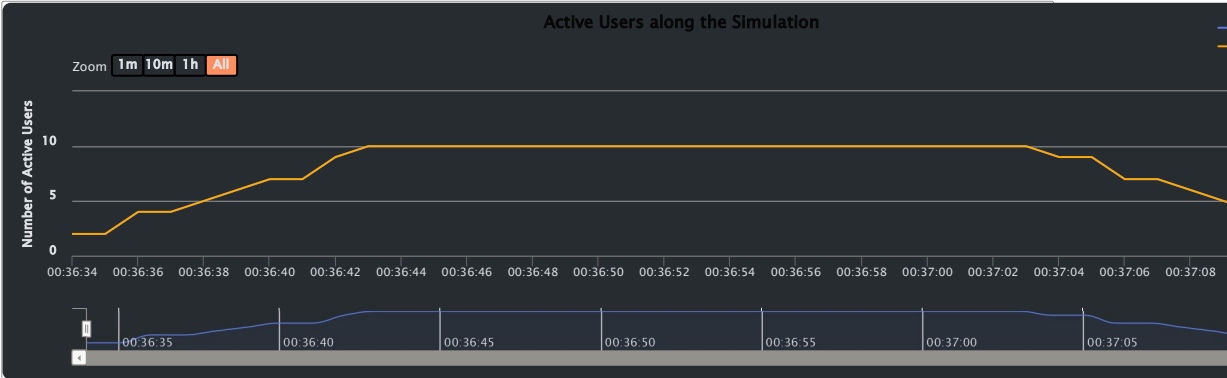 Active Users along the Simulation
Zoom 1m 10m 1h All
Number of Active Users
10
5
0
00:36:34 00:36:36 00:36:38 00:36:40 00:36:42 00:36:44 00:36:46 00:36:48 00:36:50 00:36:52 00:36:54 00:36:56 00:36:58 00:37:00 00:37:02 00:37:04 00:37:06 00:37:08
00:36:35 00:36:40 00:36:45 00:36:50 00:36:55 00:37:00 00:37:05